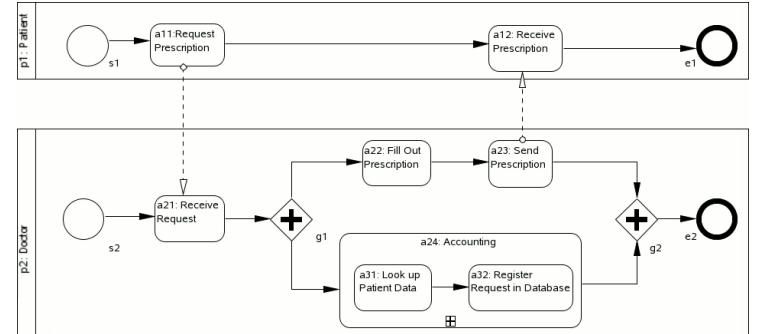 p1: Patient
s1
a11:Request
Prescription
a12: Receive
Prescription
e1
p2: Doctor
s2
a21: Receive
Request
g1
a22: Fill Out
Prescription
a23: Send
Prescription
a24: Accounting
a31: Look up
Patient Data
a32: Register
Request in Database
g2
e2